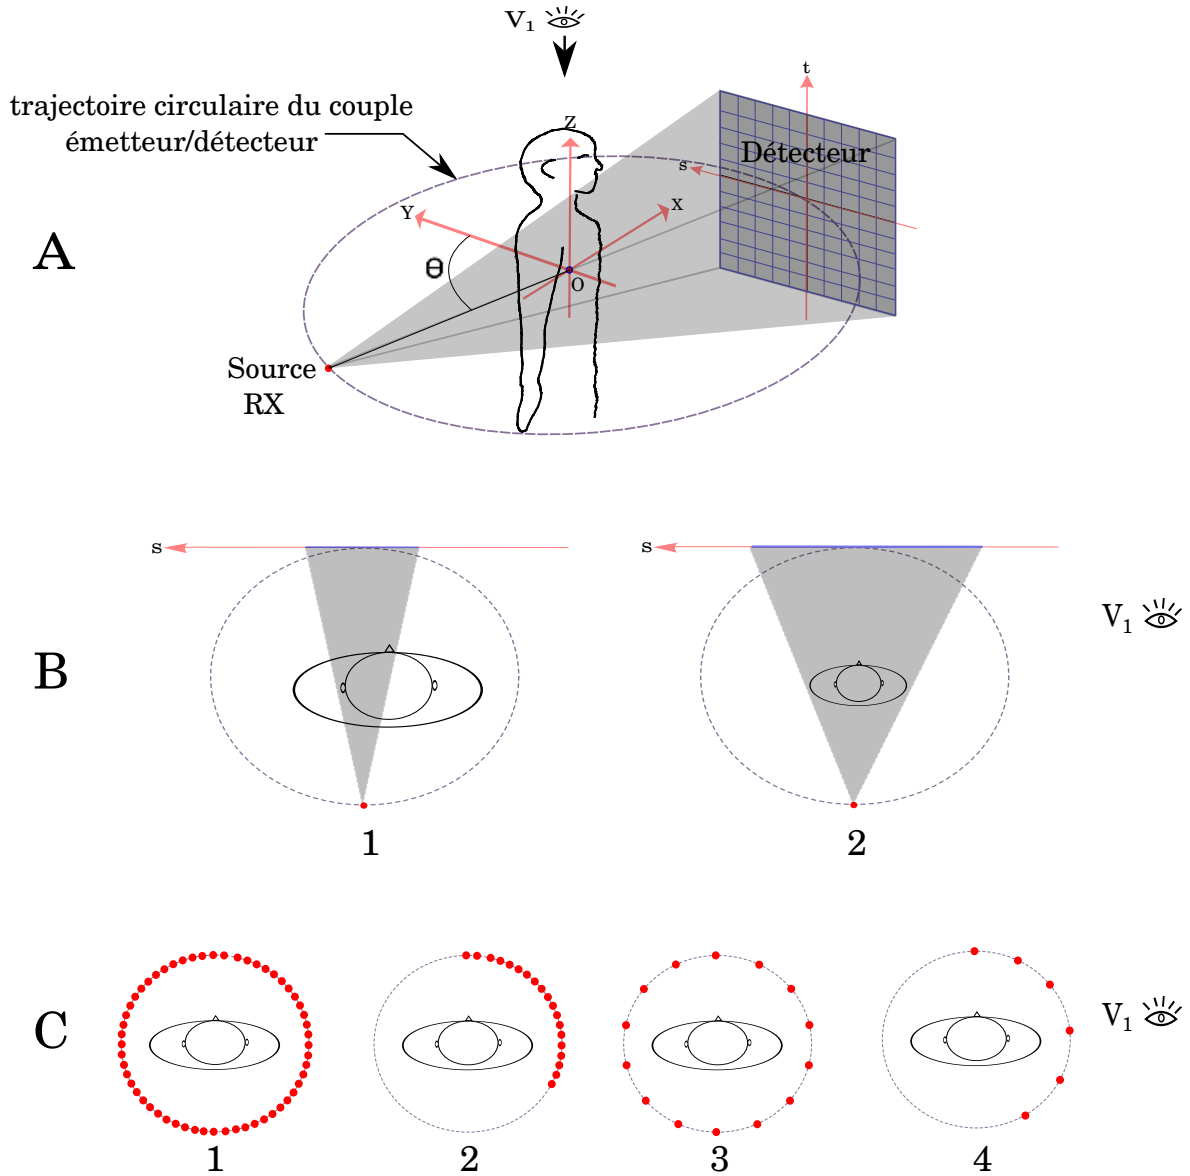 V₁
trajectoire circulaire du couple
émetteur/détecteur
t
Z
Détecteur
s
Y
X
A
θ
O
Source
RX
s
s
V₁
B
1
2
C
V₁
1
2
3
4